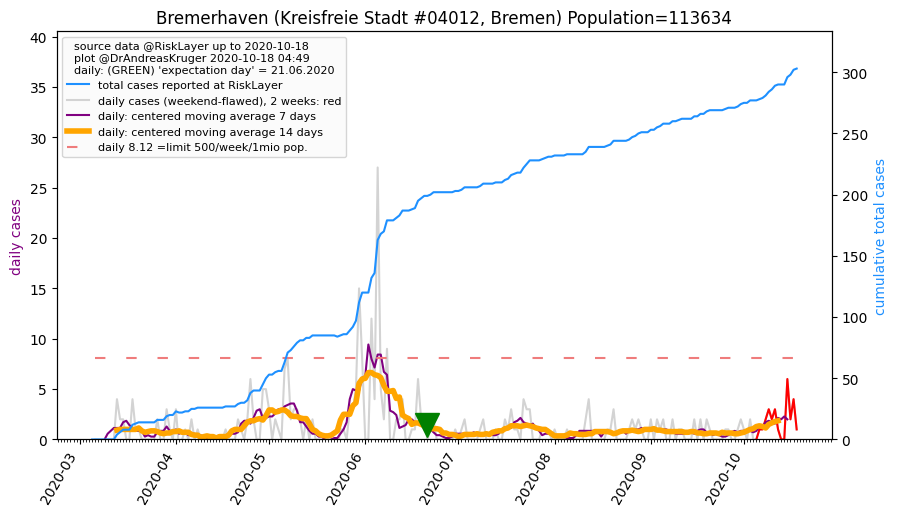 Bremerhaven (Kreisfreie Stadt #04012, Bremen) Population=113634
source data @RiskLayer up to 2020-10-18
plot @DrAndreasKruger 2020-10-18 04:49
daily: (GREEN) 'expectation day' = 21.06.2020
total cases reported at RiskLayer
daily cases (weekend-flawed), 2 weeks: red
daily: centered moving average 7 days
daily: centered moving average 14 days
daily 8.12 =limit 500/week/1mio pop.
daily cases
40
35
30
25
20
15
10
5
0
cumulative total cases
300
250
200
150
100
50
0
2020-03
2020-04
2020-05
2020-06
2020-07
2020-08
2020-09
2020-10